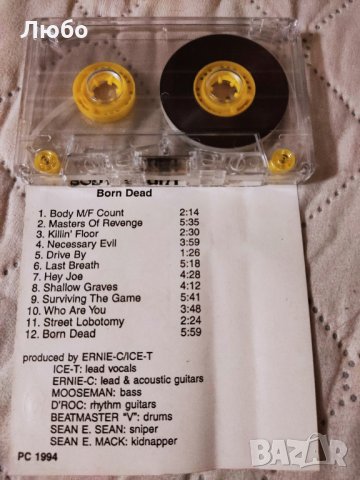 Любо
BODY COUNT
Born Dead
1. Body M/F Count 2:14
2. Masters Of Revenge 5:35
3. Killin' Floor 2:30
4. Necessary Evil 3:59
5. Drive By 1:26
6. Last Breath 5:18
7. Hey Joe 4:28
8. Shallow Graves 4:12
9. Surviving The Game 5:41
10. Who Are You 3:48
11. Street Lobotomy 2:24
12. Born Dead 5:59
produced by ERNIE-C/ICE-T
ICE-T: lead vocals
ERNIE-C: lead & acoustic guitars
MOOSEMAN: bass
D'ROC: rhythm guitars
BEATMASTER "V": drums
SEAN E. SEAN: sniper
SEAN E. MACK: kidnapper
PC 1994
BAZAR
bg